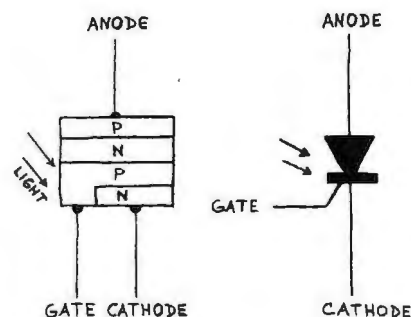 ANODE
P
N
P
N
LIGHT
GATE CATHODE
ANODE
GATE
CATHODE